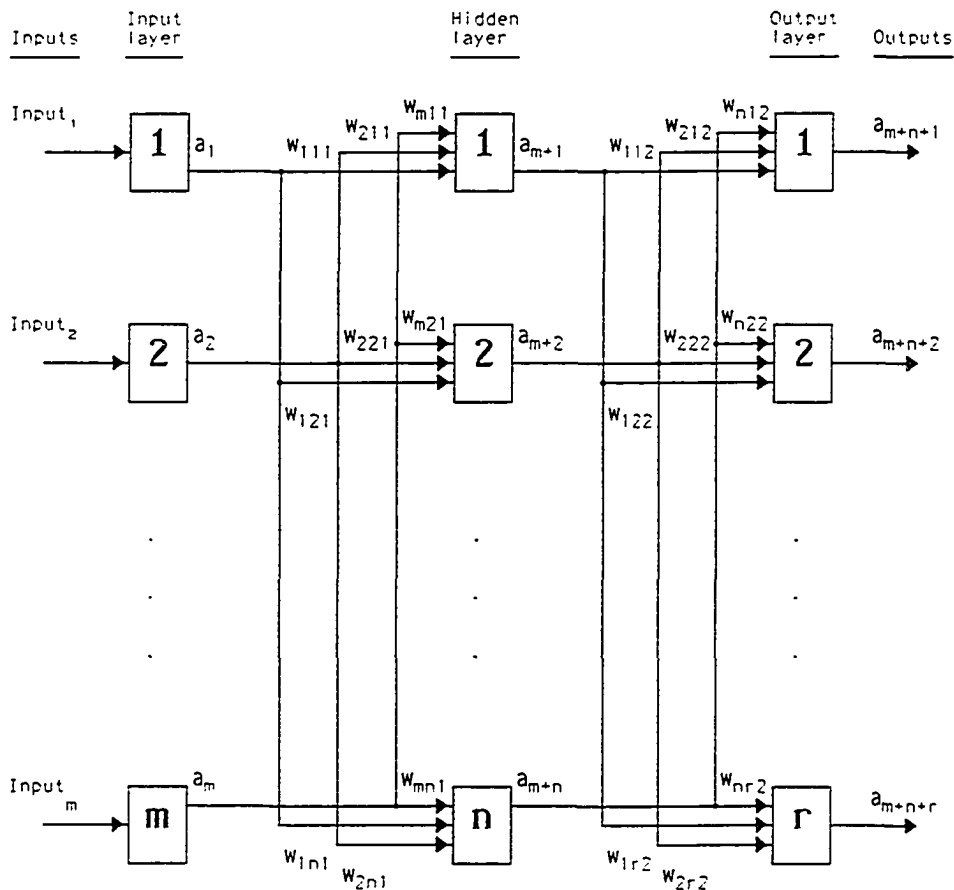 Inputs Input layer Hidden layer Output layer Outputs
Input₁ 1 a₁ w₁₁₁ w₂₁₁ wₘ₁₁ 1 aₘ₊₁ w₁₁₂ w₂₁₂ wₙ₁₂ 1 aₘ₊ₙ₊₁
Input₂ 2 a₂ w₂₂₁ wₘ₂₁ 2 aₘ₊₂ w₂₂₂ wₙ₂₂ 2 aₘ₊ₙ₊₂
w₁₂₁ w₁₂₂
Inputₘ m aₘ wₘₙ₁ n aₘ₊ₙ wₙᵣ₂ r aₘ₊ₙ₊ᵣ
w₁ₙ₁ w₂ₙ₁ w₁ᵣ₂ w₂ᵣ₂